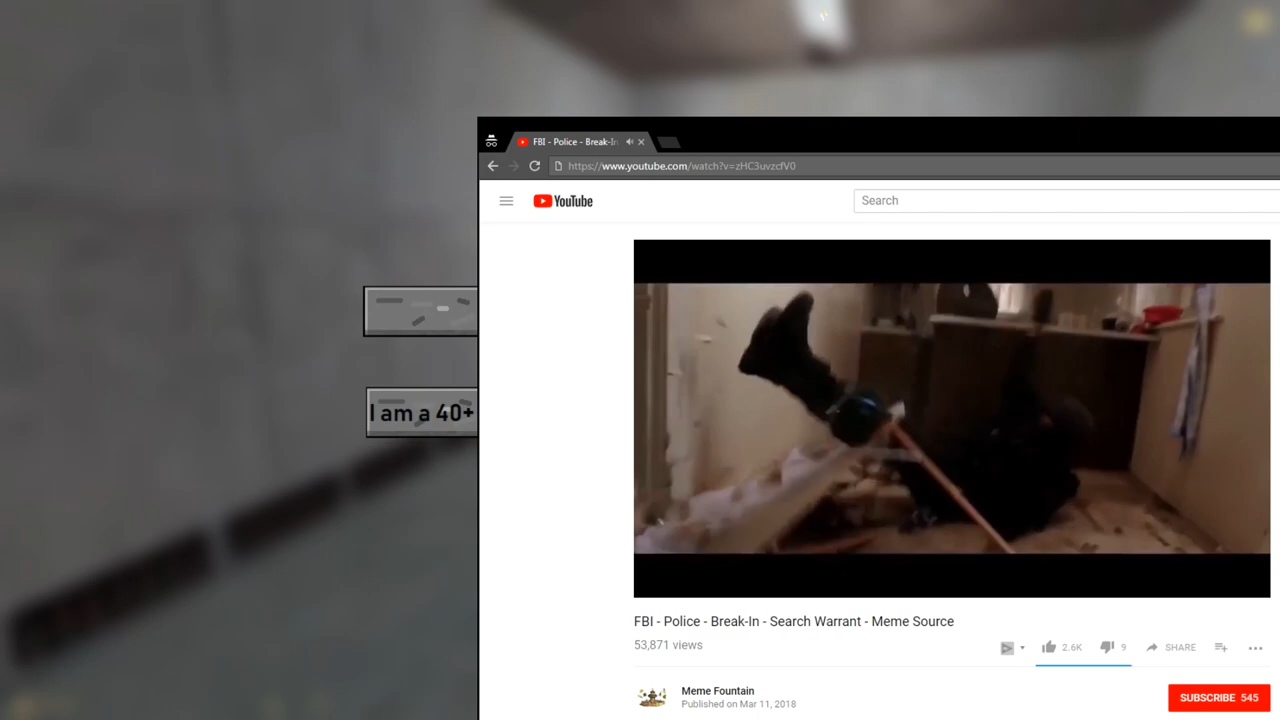 FBI - Police - Break-In
https://www.youtube.com/watch?v=zHC3uvzcfV0
YouTube
Search
I am a 40+
FBI - Police - Break-In - Search Warrant - Meme Source
53,871 views
2.6K
9
SHARE
Meme Fountain
Published on Mar 11, 2018
SUBSCRIBE 545